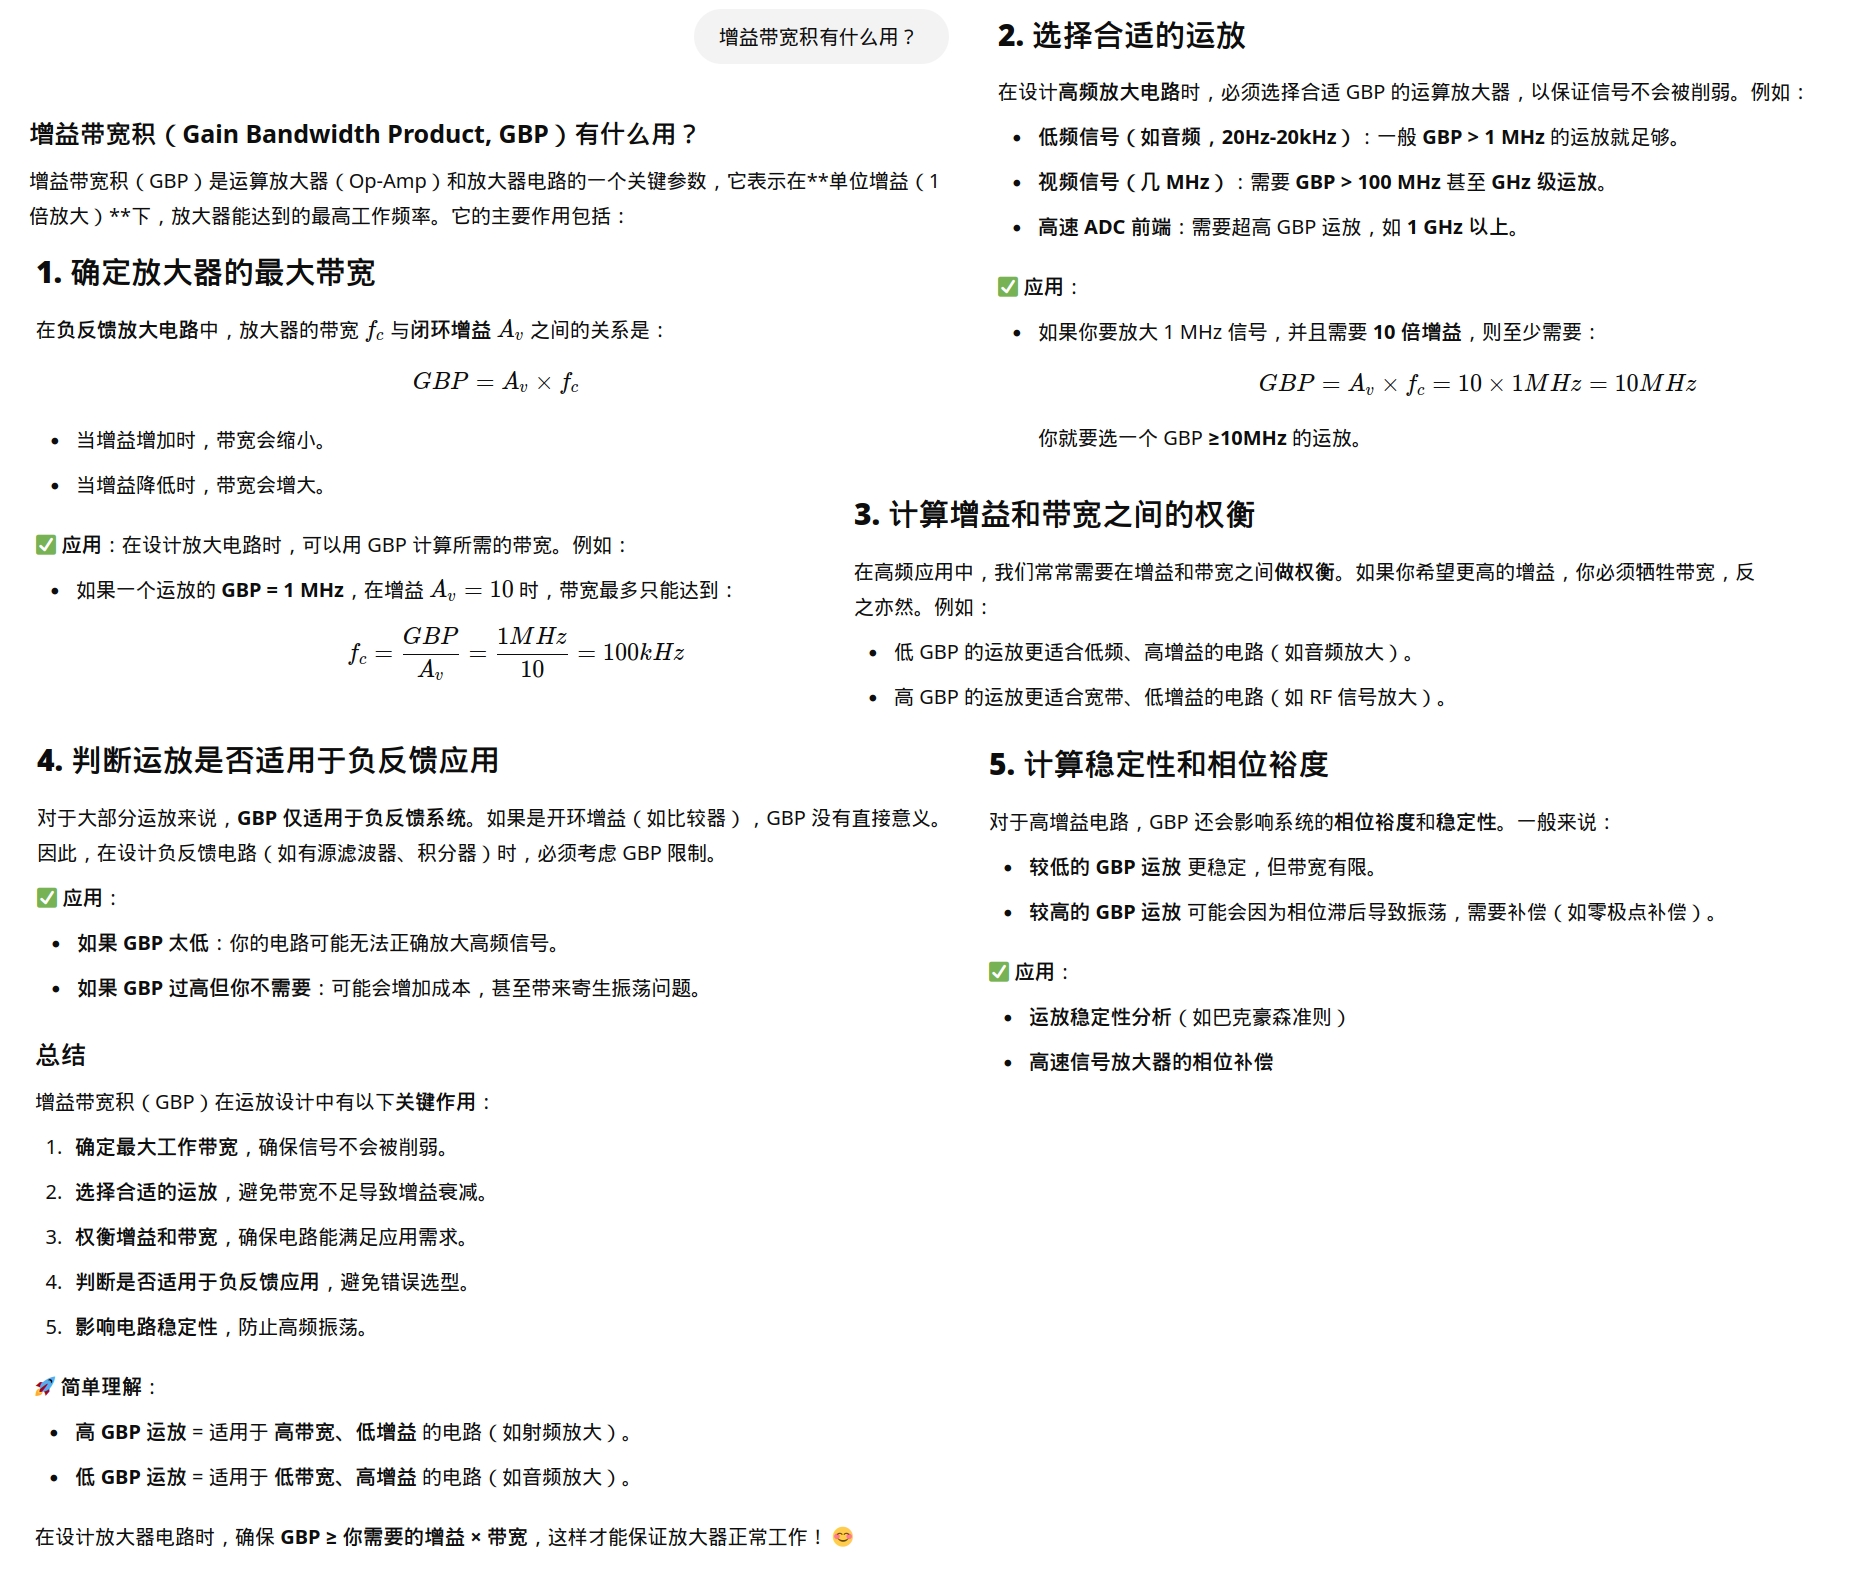 增益带宽积有什么用？
增益带宽积（Gain Bandwidth Product, GBP）有什么用？
增益带宽积（GBP）是运算放大器（Op-Amp）和放大器电路的一个关键参数，它表示在**单位增益（1
倍放大）**下，放大器能达到的最高工作频率。它的主要作用包括：
1. 确定放大器的最大带宽
在负反馈放大电路中，放大器的带宽 f_c 与闭环增益 A_v 之间的关系是：
GBP = A_v × f_c
• 当增益增加时，带宽会缩小。
• 当增益降低时，带宽会增大。
✅ 应用：在设计放大电路时，可以用 GBP 计算所需的带宽。例如：
• 如果一个运放的 GBP = 1 MHz，在增益 A_v = 10 时，带宽最多只能达到：
f_c = GBP / A_v = 1MHz / 10 = 100kHz
2. 选择合适的运放
在设计高频放大电路时，必须选择合适 GBP 的运算放大器，以保证信号不会被削弱。例如：
• 低频信号（如音频，20Hz-20kHz）：一般 GBP > 1 MHz 的运放就足够。
• 视频信号（几 MHz）：需要 GBP > 100 MHz 甚至 GHz 级运放。
• 高速 ADC 前端：需要超高 GBP 运放，如 1 GHz 以上。
✅ 应用：
• 如果你要放大 1 MHz 信号，并且需要 10 倍增益，则至少需要：
GBP = A_v × f_c = 10 × 1MHz = 10MHz
你就要选一个 GBP ≥10MHz 的运放。
3. 计算增益和带宽之间的权衡
在高频应用中，我们常常需要在增益和带宽之间做权衡。如果你希望更高的增益，你必须牺牲带宽，反
之亦然。例如：
• 低 GBP 的运放更适合低频、高增益的电路（如音频放大）。
• 高 GBP 的运放更适合宽带、低增益的电路（如 RF 信号放大）。
4. 判断运放是否适用于负反馈应用
对于大部分运放来说，GBP 仅适用于负反馈系统。如果是开环增益（如比较器），GBP 没有直接意义。
因此，在设计负反馈电路（如有源滤波器、积分器）时，必须考虑 GBP 限制。
✅ 应用：
• 如果 GBP 太低：你的电路可能无法正确放大高频信号。
• 如果 GBP 过高但你不需要：可能会增加成本，甚至带来寄生振荡问题。
5. 计算稳定性和相位裕度
对于高增益电路，GBP 还会影响系统的相位裕度和稳定性。一般来说：
• 较低的 GBP 运放 更稳定，但带宽有限。
• 较高的 GBP 运放 可能会因为相位滞后导致振荡，需要补偿（如零极点补偿）。
✅ 应用：
• 运放稳定性分析（如巴克豪森准则）
• 高速信号放大器的相位补偿
总结
增益带宽积（GBP）在运放设计中有以下关键作用：
1. 确定最大工作带宽，确保信号不会被削弱。
2. 选择合适的运放，避免带宽不足导致增益衰减。
3. 权衡增益和带宽，确保电路能满足应用需求。
4. 判断是否适用于负反馈应用，避免错误选型。
5. 影响电路稳定性，防止高频振荡。
🚀 简单理解：
• 高 GBP 运放 = 适用于 高带宽、低增益 的电路（如射频放大）。
• 低 GBP 运放 = 适用于 低带宽、高增益 的电路（如音频放大）。
在设计放大器电路时，确保 GBP ≥ 你需要的增益 × 带宽，这样才能保证放大器正常工作！😊